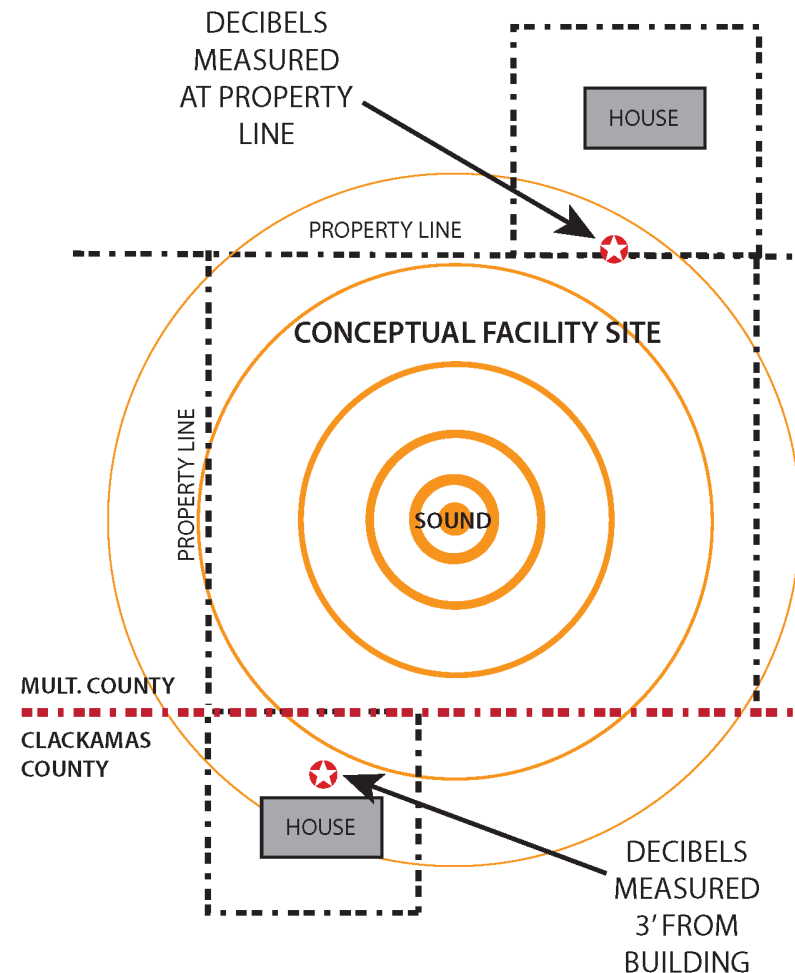 DECIBELS
MEASURED
AT PROPERTY
LINE
HOUSE
PROPERTY LINE
CONCEPTUAL FACILITY SITE
PROPERTY LINE
SOUND
MULT. COUNTY
CLACKAMAS
COUNTY
HOUSE
DECIBELS
MEASURED
3' FROM
BUILDING